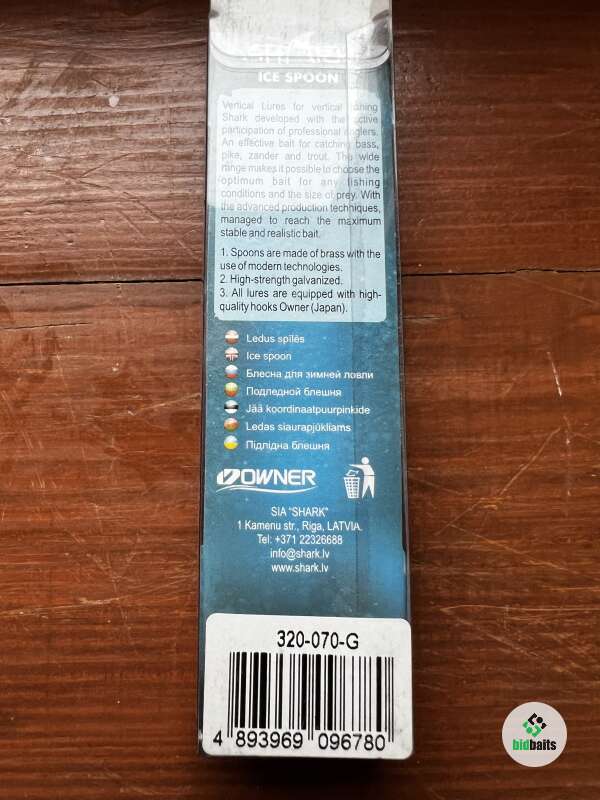 ICE SPOON
Vertical Lures for vertical fishing
Shark developed with the active
participation of professional anglers.
An effective bait for catching bass,
pike, zander and trout. The wide
range makes it possible to choose the
optimum bait for any fishing
conditions and the size of prey. With
the advanced production techniques,
managed to reach the maximum
stable and realistic bait.
1. Spoons are made of brass with the
use of modern technologies.
2. High-strength galvanized.
3. All lures are equipped with high-
quality hooks Owner (Japan).
Ledus spīlēs
Ice spoon
Блесна для зимней ловли
Подледной блешня
Jää koordinaatpuurpinkide
Ledas siaurapjūkliams
Підлідна блешня
OWNER
SIA "SHARK"
1 Kamenu str., Riga, LATVIA.
Tel: +371 22326688
info@shark.lv
www.shark.lv
320-070-G
4 893969 096780
bidbaits